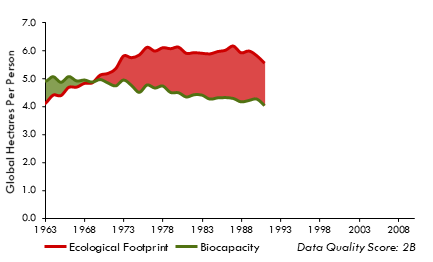 7.0
6.0
5.0
4.0
3.0
2.0
1.0
0.0
Global Hectares Per Person
1963 1968 1973 1978 1983 1988 1993 1998 2003 2008
Ecological Footprint Biocapacity Data Quality Score: 2B